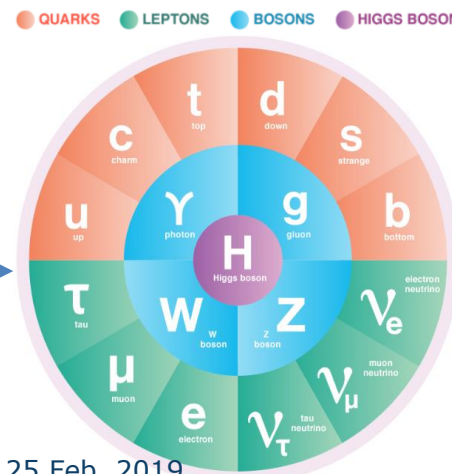 QUARKS LEPTONS BOSONS HIGGS BOSON
t
top
d
down
c
charm
s
strange
u
up
b
bottom
γ
photon
g
gluon
H
Higgs boson
W
W
boson
Z
Z
boson
τ
tau
electron
neutrino
νe
μ
muon
muon
neutrino
νμ
e
electron
tau
neutrino
ντ
25 Feb. 2019